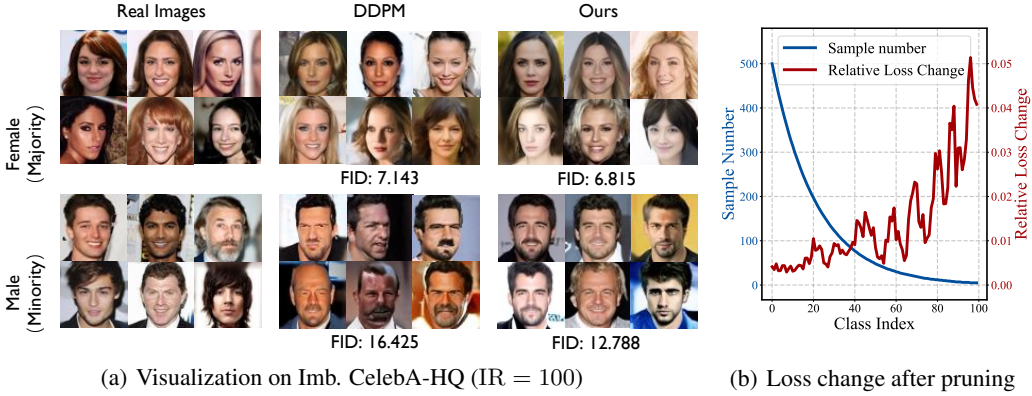 Real Images DDPM Ours
Female
(Majority)
FID: 7.143 FID: 6.815
Male
(Minority)
FID: 16.425 FID: 12.788
(a) Visualization on Imb. CelebA-HQ (IR = 100)
Sample number
Relative Loss Change
Sample Number
500
400
300
200
100
0
0.05
0.04
0.03
0.02
0.01
0.00
Relative Loss Change
0 20 40 60 80 100
Class Index
(b) Loss change after pruning